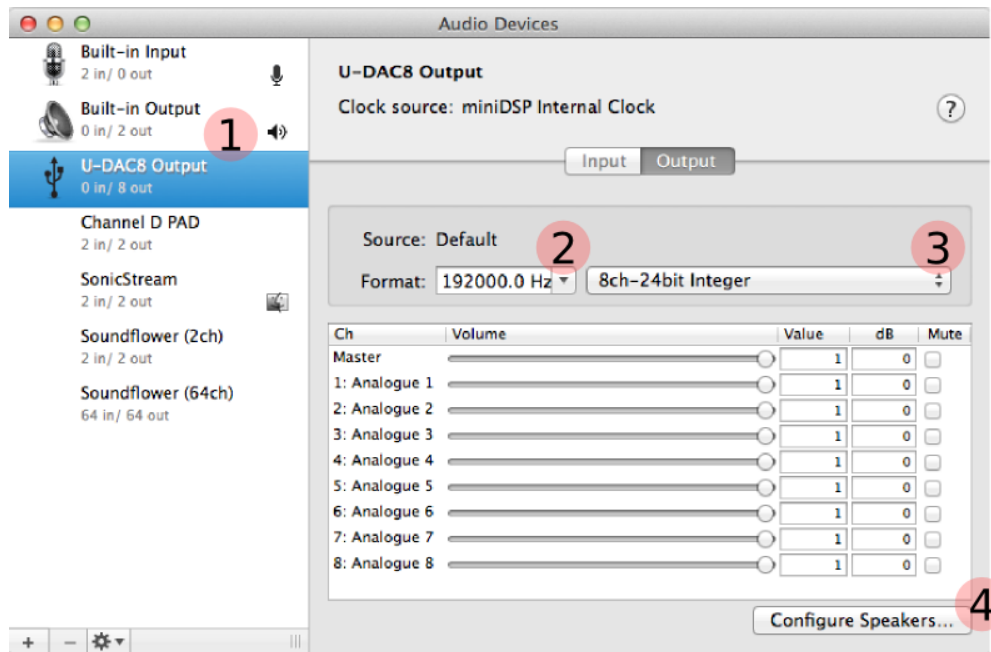 Audio Devices
Built-in Input
2 in/ 0 out
Built-in Output
0 in/ 2 out
1
U-DAC8 Output
0 in/ 8 out
Channel D PAD
2 in/ 2 out
SonicStream
2 in/ 2 out
Soundflower (2ch)
2 in/ 2 out
Soundflower (64ch)
64 in/ 64 out
+ −
U-DAC8 Output
Clock source: miniDSP Internal Clock
?
Input Output
Source: Default
2
3
Format: 192000.0 Hz 8ch-24bit Integer
Ch Volume Value dB Mute
Master 1 0
1: Analogue 1 1 0
2: Analogue 2 1 0
3: Analogue 3 1 0
4: Analogue 4 1 0
5: Analogue 5 1 0
6: Analogue 6 1 0
7: Analogue 7 1 0
8: Analogue 8 1 0
4
Configure Speakers...